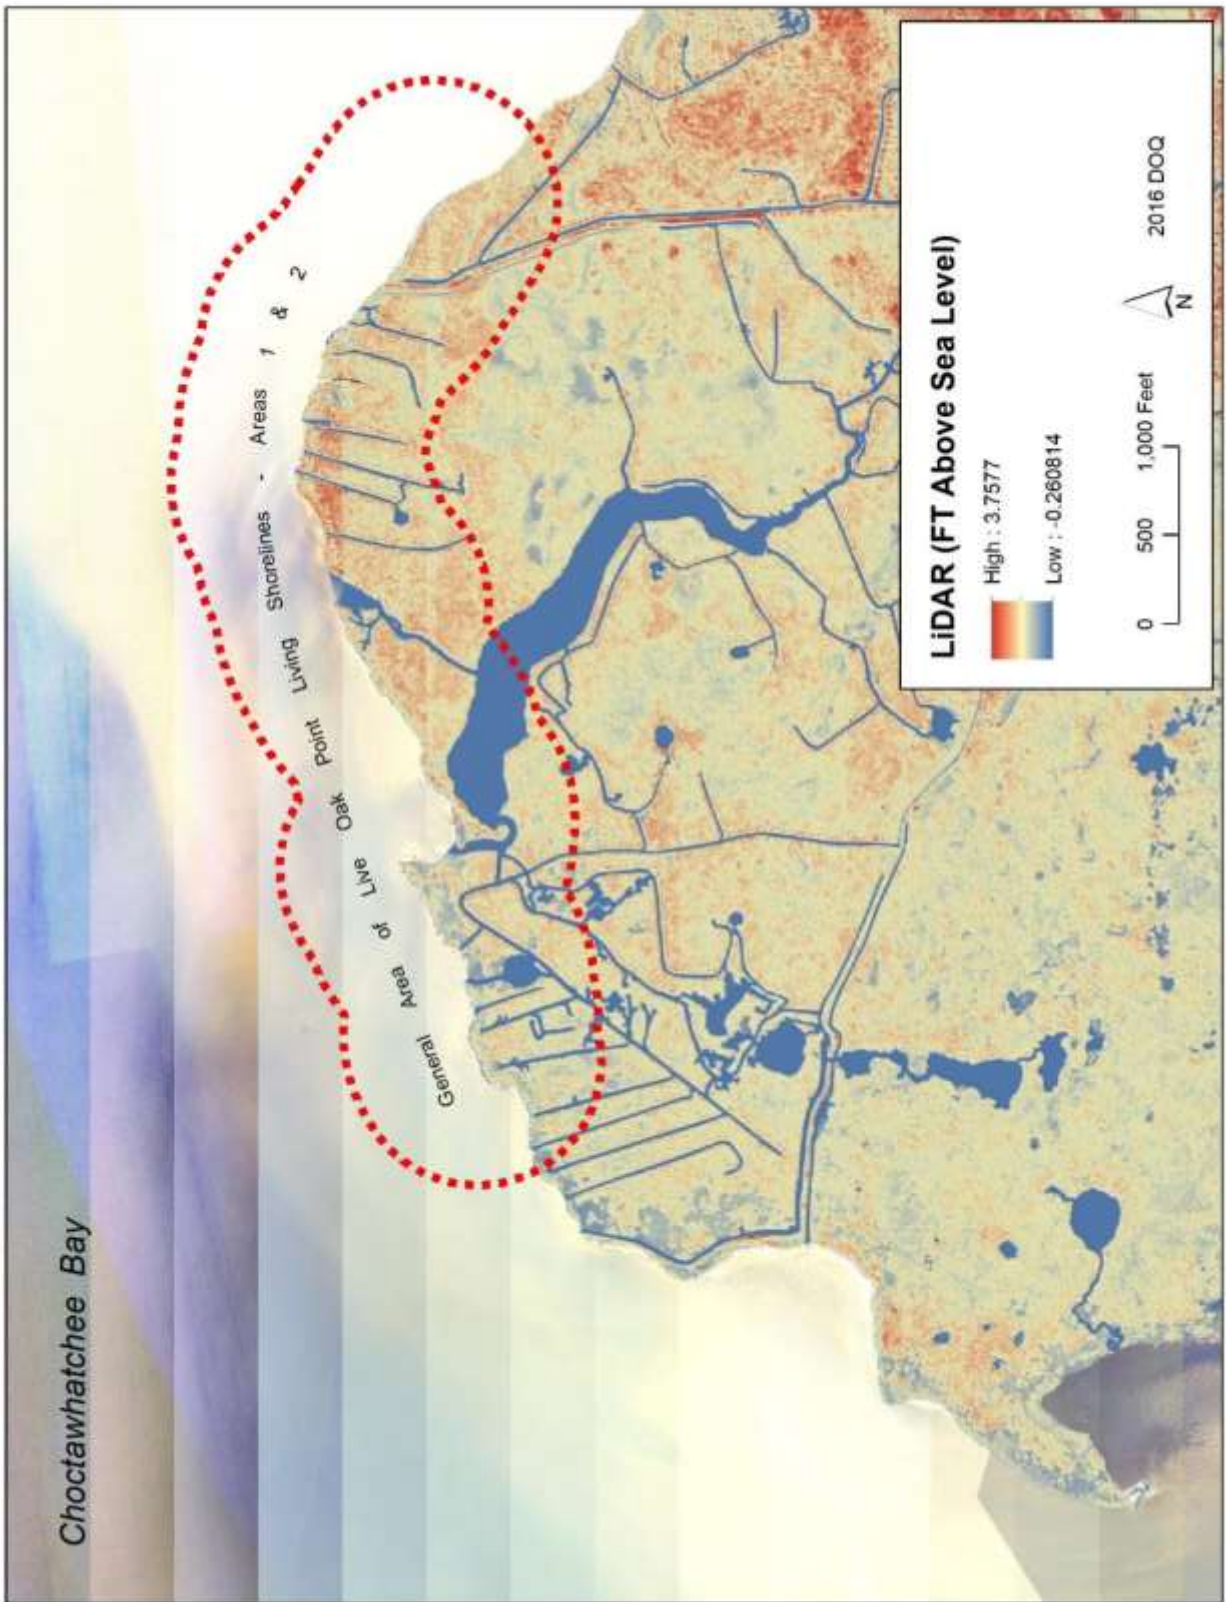 Choctawhatchee Bay
General Area of Live Oak Point Living Shorelines - Areas 1 & 2
LiDAR (FT Above Sea Level)
High : 3.7577
Low : -0.260814
0 500 1,000 Feet
N
2016 DOQ